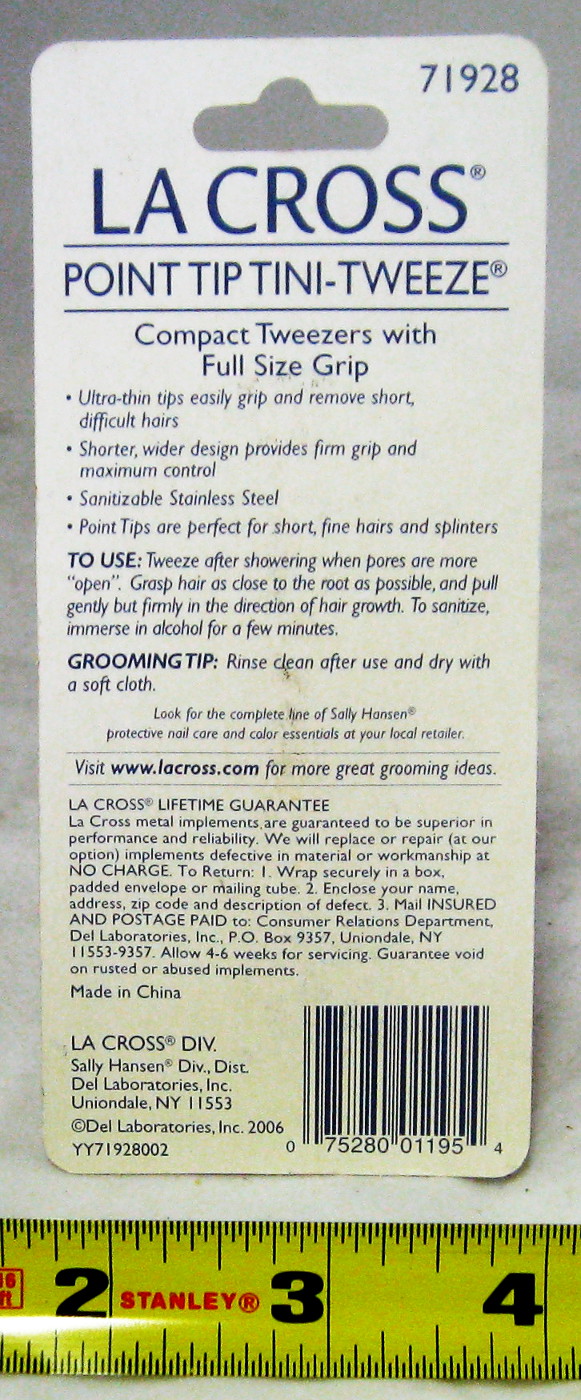 71928
LA CROSS®
POINT TIP TINI-TWEEZE®
Compact Tweezers with
Full Size Grip
• Ultra-thin tips easily grip and remove short,
difficult hairs
• Shorter, wider design provides firm grip and
maximum control
• Sanitizable Stainless Steel
• Point Tips are perfect for short, fine hairs and splinters
TO USE: Tweeze after showering when pores are more
"open". Grasp hair as close to the root as possible, and pull
gently but firmly in the direction of hair growth. To sanitize,
immerse in alcohol for a few minutes.
GROOMING TIP: Rinse clean after use and dry with
a soft cloth.
Look for the complete line of Sally Hansen®
protective nail care and color essentials at your local retailer.
Visit www.lacross.com for more great grooming ideas.
LA CROSS® LIFETIME GUARANTEE
La Cross metal implements are guaranteed to be superior in
performance and reliability. We will replace or repair (at our
option) implements defective in material or workmanship at
NO CHARGE. To Return: 1. Wrap securely in a box,
padded envelope or mailing tube. 2. Enclose your name,
address, zip code and description of defect. 3. Mail INSURED
AND POSTAGE PAID to: Consumer Relations Department,
Del Laboratories, Inc., P.O. Box 9357, Uniondale, NY
11553-9357. Allow 4-6 weeks for servicing. Guarantee void
on rusted or abused implements.
Made in China
LA CROSS® DIV.
Sally Hansen® Div., Dist.
Del Laboratories, Inc.
Uniondale, NY 11553
©Del Laboratories, Inc. 2006
YY71928002
0 75280 01195 4
16
ft
2 STANLEY® 3 4